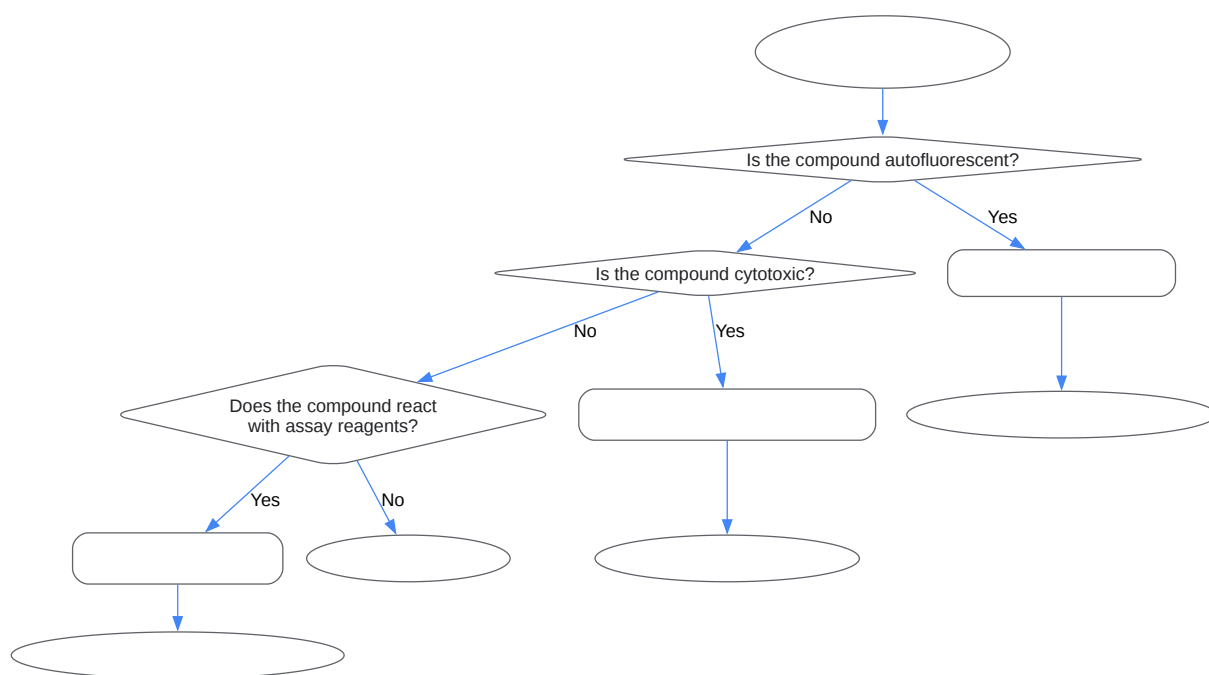 Is the compound autofluorescent?
No
Yes
Is the compound cytotoxic?
No
Yes
Does the compound react
with assay reagents?
Yes
No